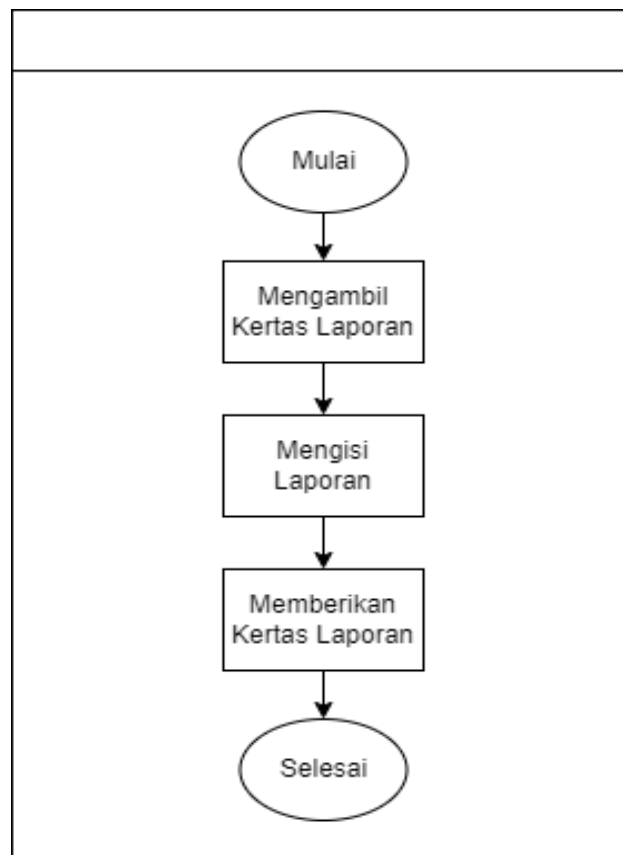 Mulai
Mengambil
Kertas Laporan
Mengisi
Laporan
Memberikan
Kertas Laporan
Selesai